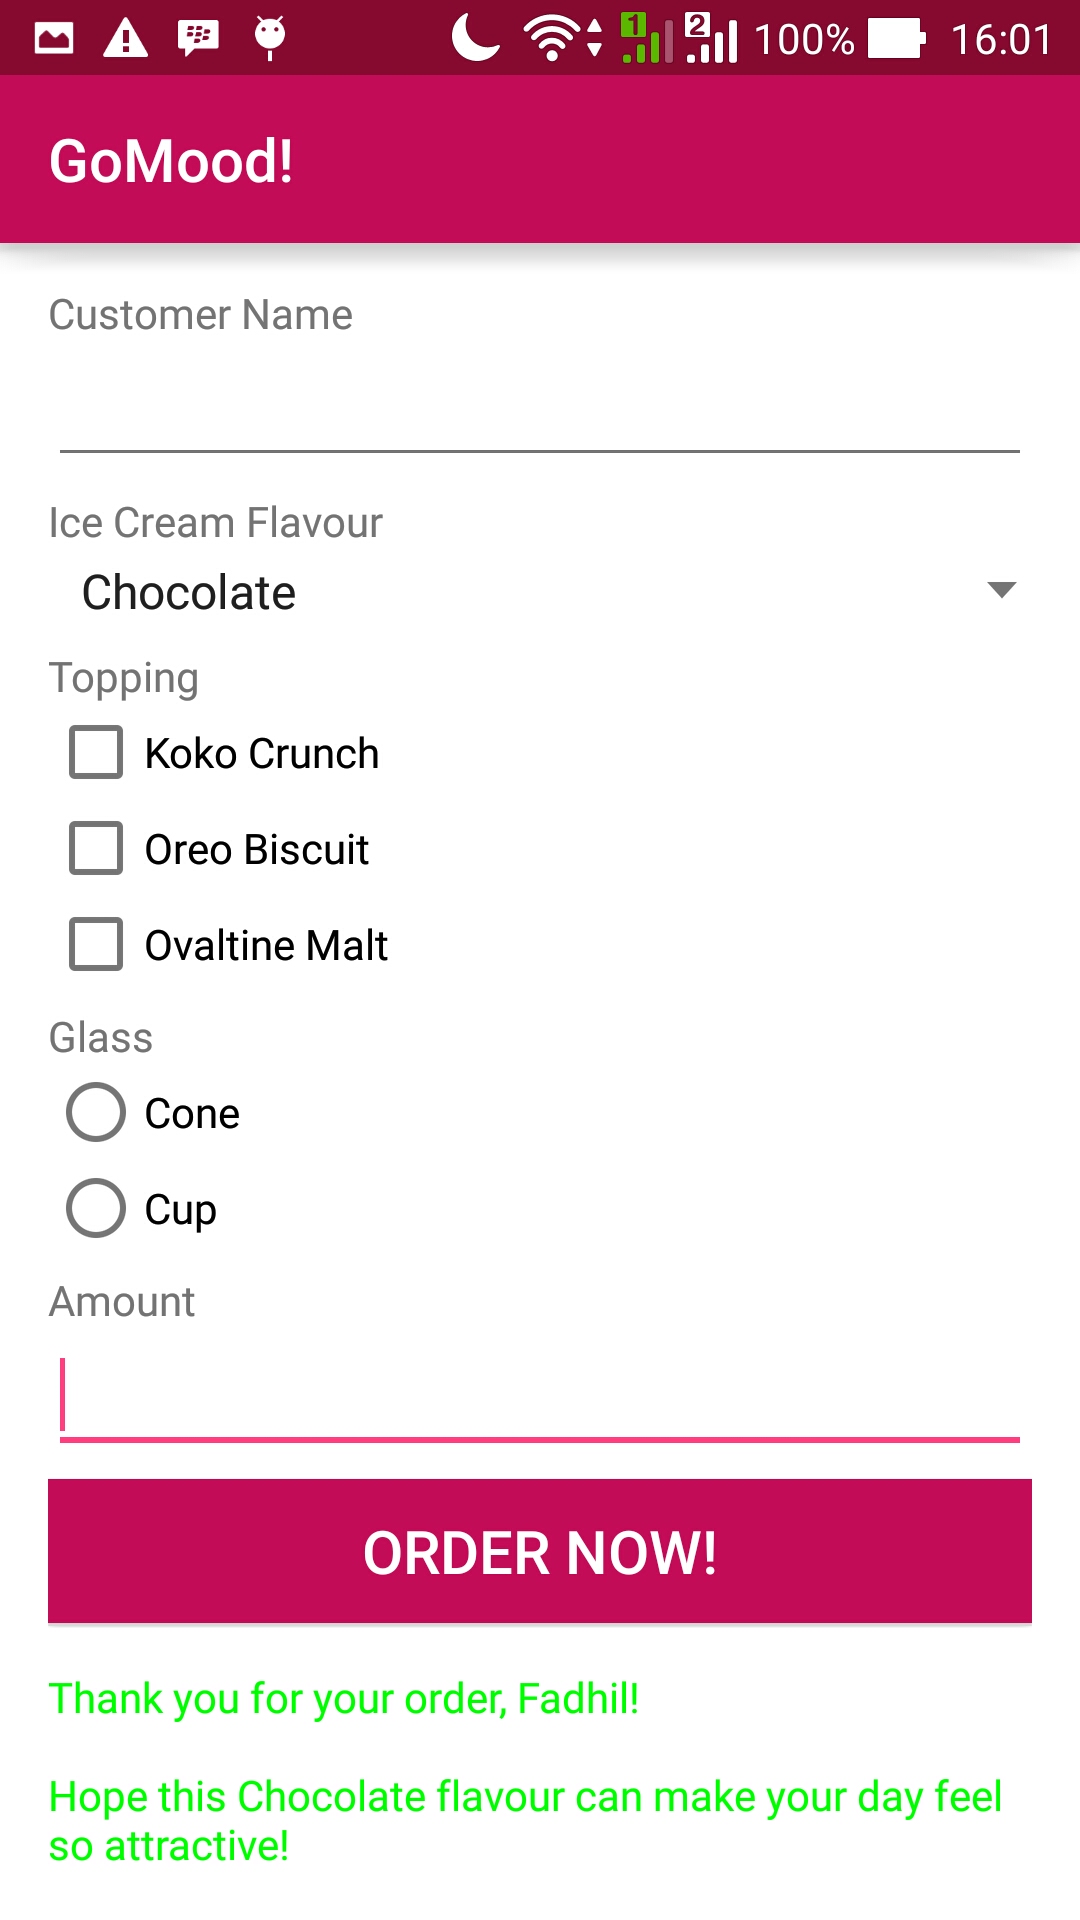 1 2 100% 16:01
GoMood!
Customer Name
Ice Cream Flavour
Chocolate
Topping
Koko Crunch
Oreo Biscuit
Ovaltine Malt
Glass
Cone
Cup
Amount
ORDER NOW!
Thank you for your order, Fadhil!
Hope this Chocolate flavour can make your day feel
so attractive!